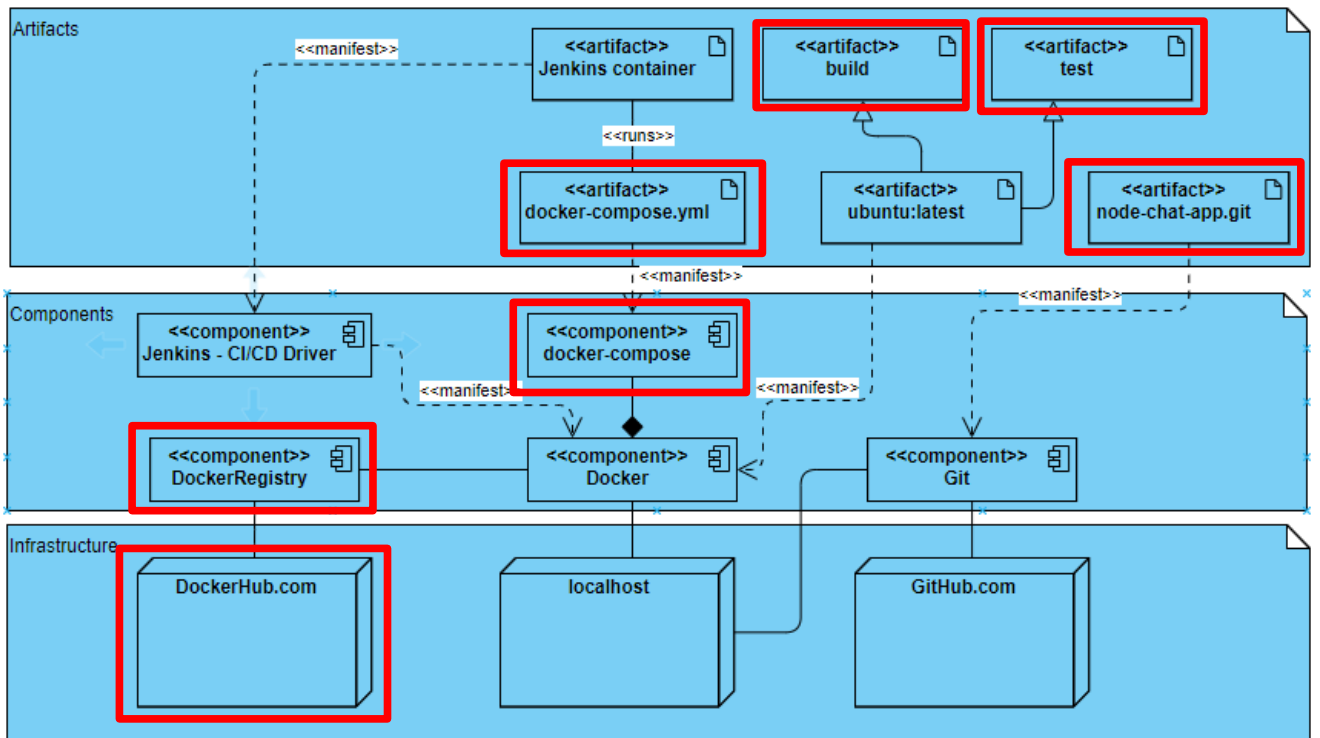 Artifacts
<<manifest>>
<<artifact>>
Jenkins container
<<artifact>>
build
<<artifact>>
test
<<runs>>
<<artifact>>
docker-compose.yml
<<artifact>>
ubuntu:latest
<<artifact>>
node-chat-app.git
<<manifest>>
<<manifest>>
Components
<<component>>
Jenkins - CI/CD Driver
<<component>>
docker-compose
<<manifest>>
<<manifest>>
<<component>>
DockerRegistry
<<component>>
Docker
<<component>>
Git
Infrastructure
DockerHub.com
localhost
GitHub.com